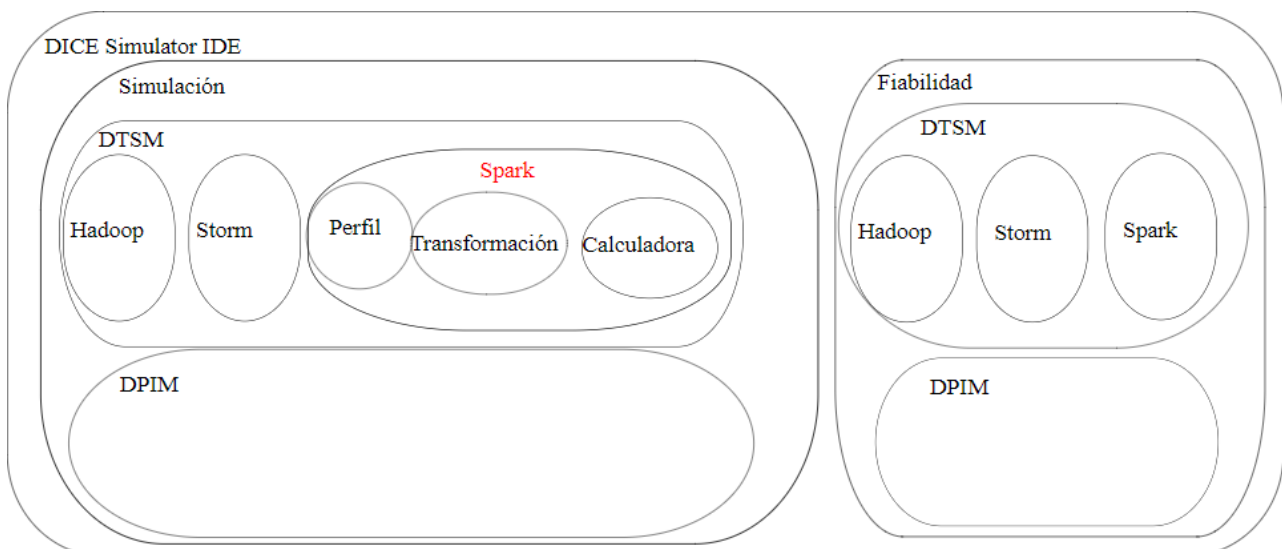 DICE Simulator IDE
Simulación
DTSM
Hadoop
Storm
Spark
Perfil
Transformación
Calculadora
DPIM
Fiabilidad
DTSM
Hadoop
Storm
Spark
DPIM